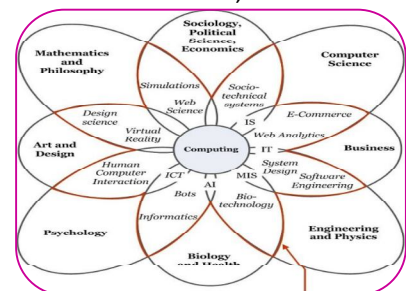 Sociology,
Political
Science,
Economics
Mathematics
and
Philosophy
Computer
Science
Simulations
Socio-
technical
systems
Web
Science
IS
Design
science
E-Commerce
Virtual
Reality
Web Analytics
Art and
Design
Computing
IT
Business
Human
Computer
Interaction
ICT
AI
MIS
System
Design
Software
Engineering
Bots
Bio-
technology
Informatics
Psychology
Engineering
and Physics
Biology
and Health